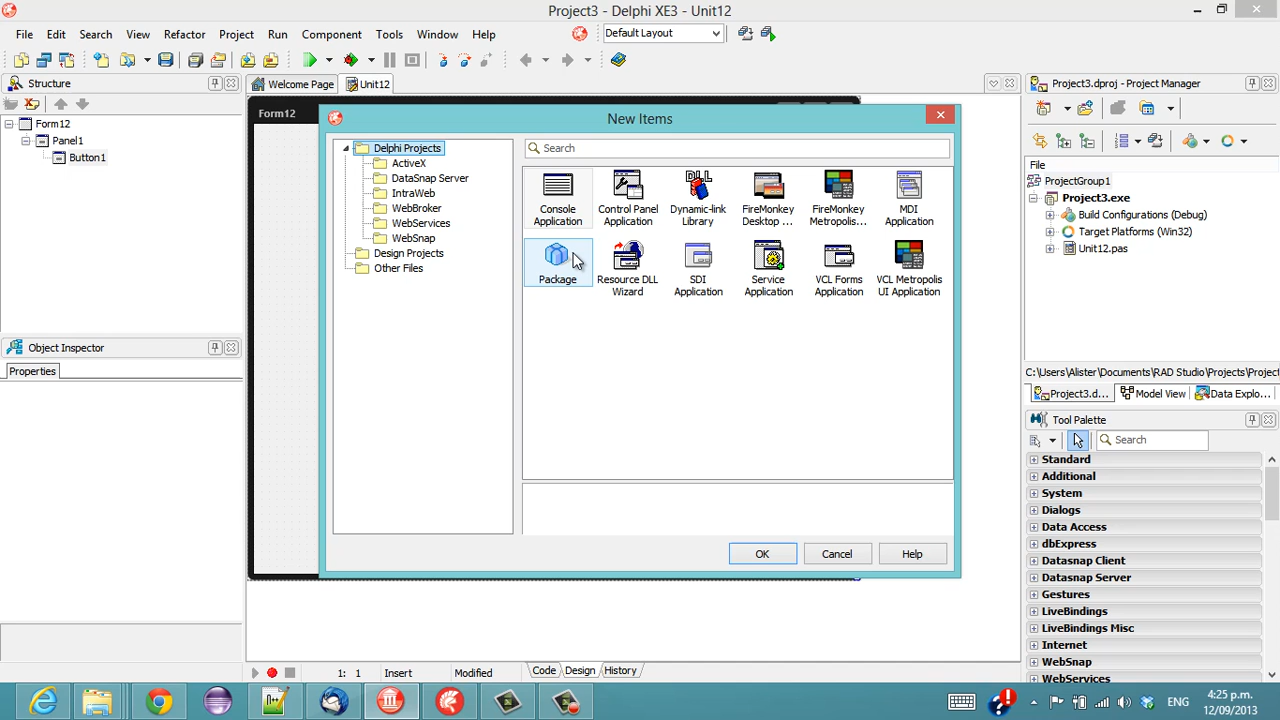 Project3 - Delphi XE3 - Unit12
File Edit Search View Refactor Project Run Component Tools Window Help
Default Layout
Structure
Welcome Page
Unit12
Project3.dproj - Project Manager
Form12
Panel1
Button1
Form12
New Items
Delphi Projects
ActiveX
DataSnap Server
IntraWeb
WebBroker
WebServices
WebSnap
Design Projects
Other Files
Search
Console Application
Control Panel Application
DLL
Dynamic-link Library
FireMonkey Desktop ...
FireMonkey Metropolis...
MDI Application
Package
Resource DLL Wizard
SDI Application
Service Application
VCL Forms Application
VCL Metropolis UI Application
OK
Cancel
Help
File
ProjectGroup1
Project3.exe
Build Configurations (Debug)
Target Platforms (Win32)
Unit12.pas
C:\Users\Alister\Documents\RAD Studio\Projects\Project
Project3.d...
Model View
Data Explo...
Object Inspector
Properties
Tool Palette
Search
Standard
Additional
System
Dialogs
Data Access
dbExpress
Datasnap Client
Datasnap Server
Gestures
LiveBindings
LiveBindings Misc
Internet
WebSnap
WebServices
1: 1
Insert
Modified
Code
Design
History
ENG
4:25 p.m.
12/09/2013